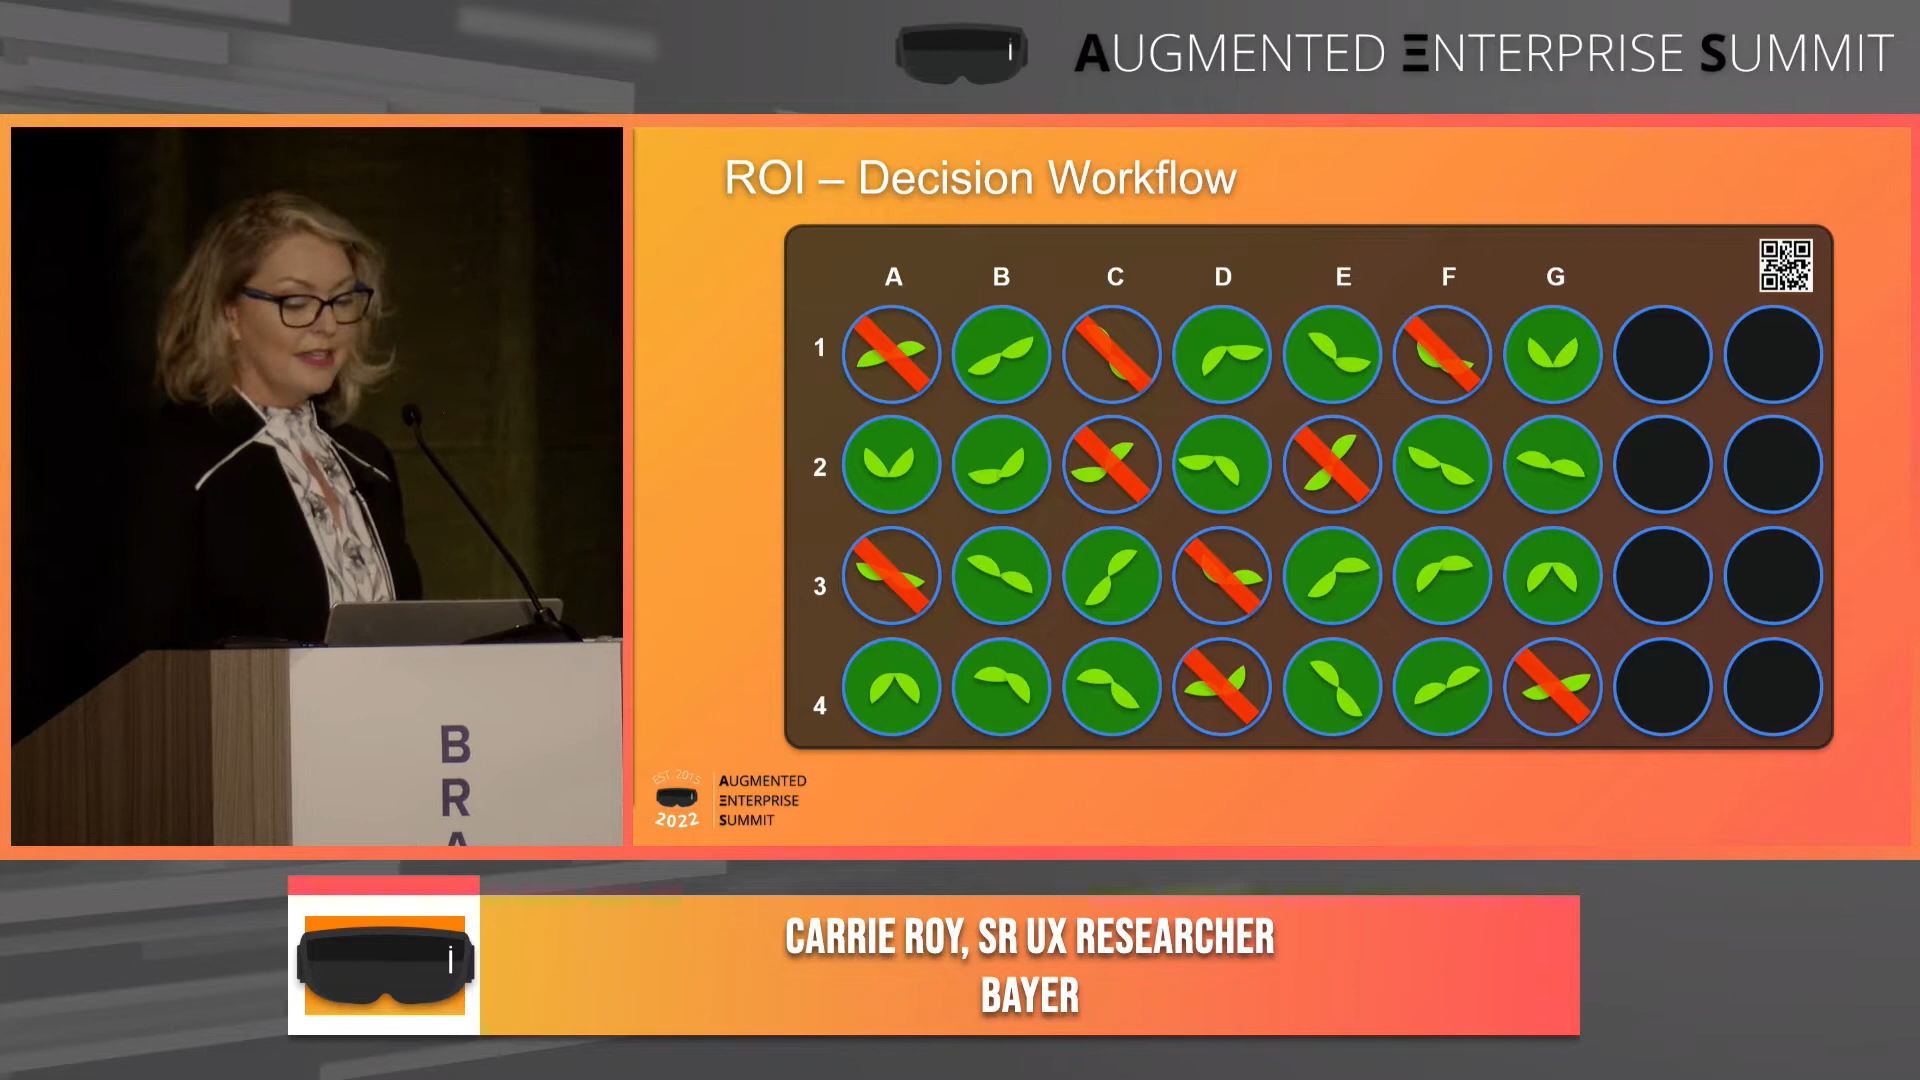 AUGMENTED ENTERPRISE SUMMIT
ROI – Decision Workflow
A B C D E F G
1
2
3
4
EST. 2015
2022
AUGMENTED
ENTERPRISE
SUMMIT
B
R
A
CARRIE ROY, SR UX RESEARCHER
BAYER